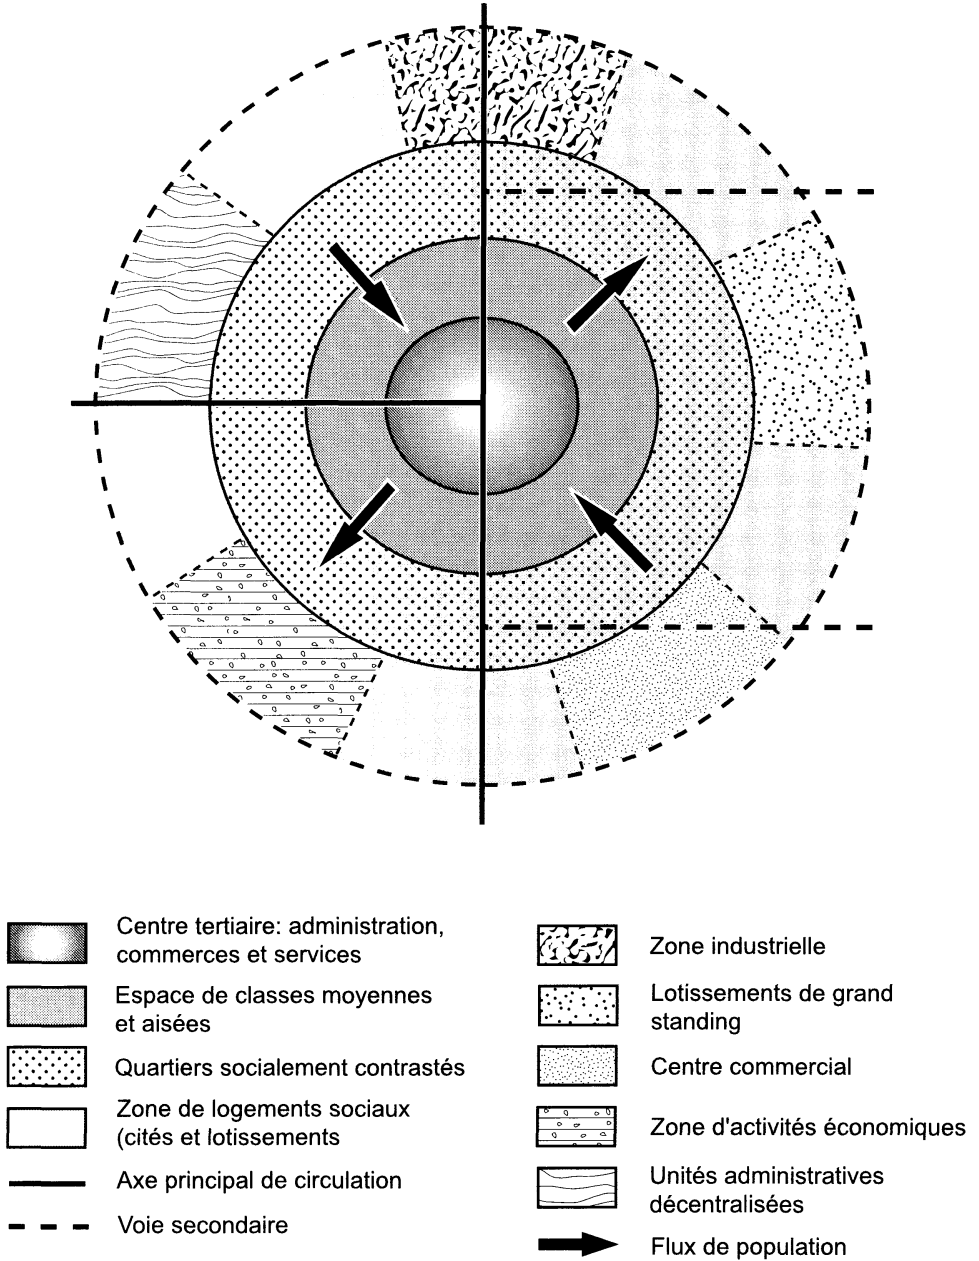 Centre tertiaire: administration,
commerces et services
Espace de classes moyennes
et aisées
Quartiers socialement contrastés
Zone de logements sociaux
(cités et lotissements
Axe principal de circulation
Voie secondaire
Zone industrielle
Lotissements de grand
standing
Centre commercial
Zone d'activités économiques
Unités administratives
décentralisées
Flux de population